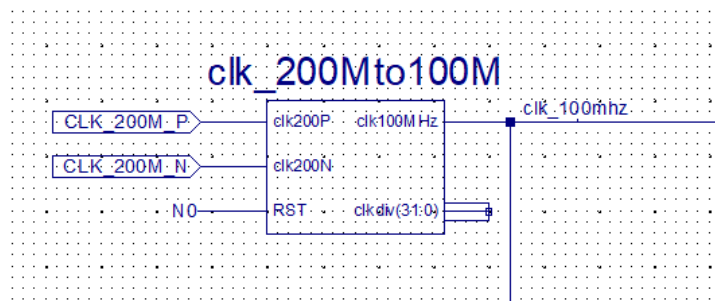 clk_200Mto100M
clk_100mhz
CLK_200M_P
clk200P
clk100MHz
CLK_200M_N
clk200N
N0
RST
clkdiv(31:0)